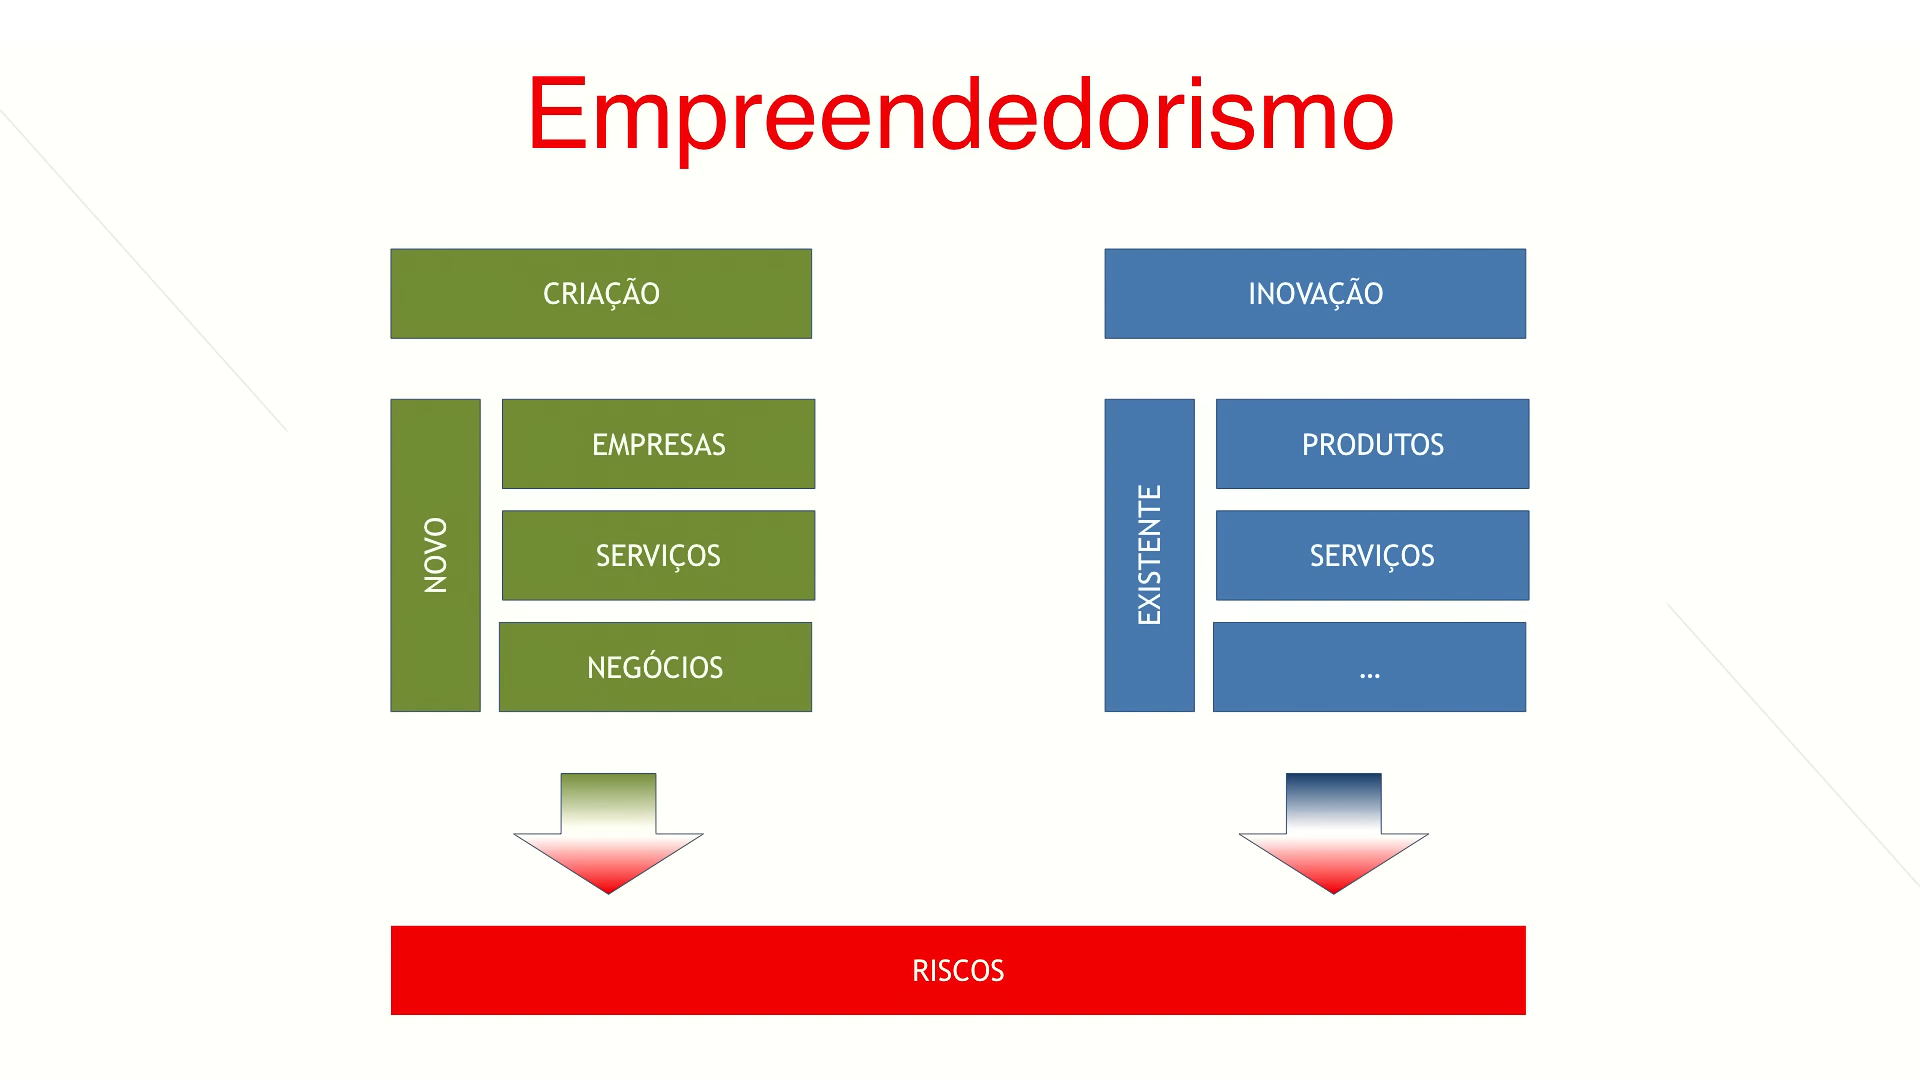 Empreendedorismo
CRIAÇÃO
NOVO
EMPRESAS
SERVIÇOS
NEGÓCIOS
INOVAÇÃO
EXISTENTE
PRODUTOS
SERVIÇOS
...
RISCOS